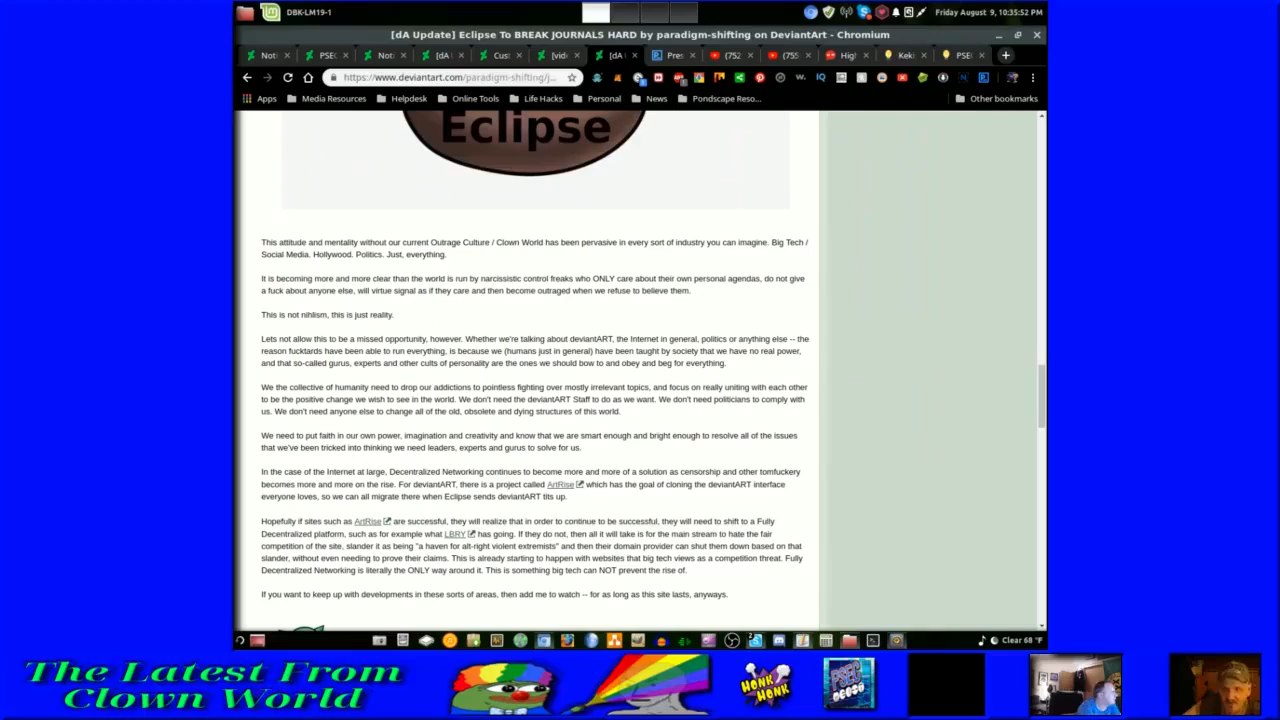 DBK-LM19-1
Friday August 9, 10:35:52 PM
[dA Update] Eclipse To BREAK JOURNALS HARD by paradigm-shifting on DeviantArt - Chromium
Not
PSEC
Not
[dA
Cust
[vid
[dA
Pres
(752
(755
High
Keki
PSEC
https://www.deviantart.com/paradigm-shifting/j...
Apps
Media Resources
Helpdesk
Online Tools
Life Hacks
Personal
News
Pondscape Reso...
Other bookmarks
Eclipse
This attitude and mentality without our current Outrage Culture / Clown World has been pervasive in every sort of industry you can imagine. Big Tech /
Social Media. Hollywood. Politics. Just, everything.
It is becoming more and more clear than the world is run by narcissistic control freaks who ONLY care about their own personal agendas, do not give
a fuck about anyone else, will virtue signal as if they care and then become outraged when we refuse to believe them.
This is not nihlism, this is just reality.
Lets not allow this to be a missed opportunity, however. Whether we're talking about deviantART, the Internet in general, politics or anything else -- the
reason fucktards have been able to run everything, is because we (humans just in general) have been taught by society that we have no real power,
and that so-called gurus, experts and other cults of personality are the ones we should bow to and obey and beg for everything.
We the collective of humanity need to drop our addictions to pointless fighting over mostly irrelevant topics, and focus on really uniting with each other
to be the positive change we wish to see in the world. We don't need the deviantART Staff to do as we want. We don't need politicians to comply with
us. We don't need anyone else to change all of the old, obsolete and dying structures of this world.
We need to put faith in our own power, imagination and creativity and know that we are smart enough and bright enough to resolve all of the issues
that we've been tricked into thinking we need leaders, experts and gurus to solve for us.
In the case of the Internet at large, Decentralized Networking continues to become more and more of a solution as censorship and other tomfuckery
becomes more and more on the rise. For deviantART, there is a project called ArtRise which has the goal of cloning the deviantART interface
everyone loves, so we can all migrate there when Eclipse sends deviantART tits up.
Hopefully if sites such as ArtRise are successful, they will realize that in order to continue to be successful, they will need to shift to a Fully
Decentralized platform, such as for example what LBRY has going. If they do not, then all it will take is for the main stream to hate the fair
competition of the site, slander it as being "a haven for alt-right violent extremists" and then their domain provider can shut them down based on that
slander, without even needing to prove their claims. This is already starting to happen with websites that big tech views as a competition threat. Fully
Decentralized Networking is literally the ONLY way around it. This is something big tech can NOT prevent the rise of.
If you want to keep up with developments in these sorts of areas, then add me to watch -- for as long as this site lasts, anyways.
Clear 68 °F
The Latest From
Clown World
HONK
HONK
PSEC